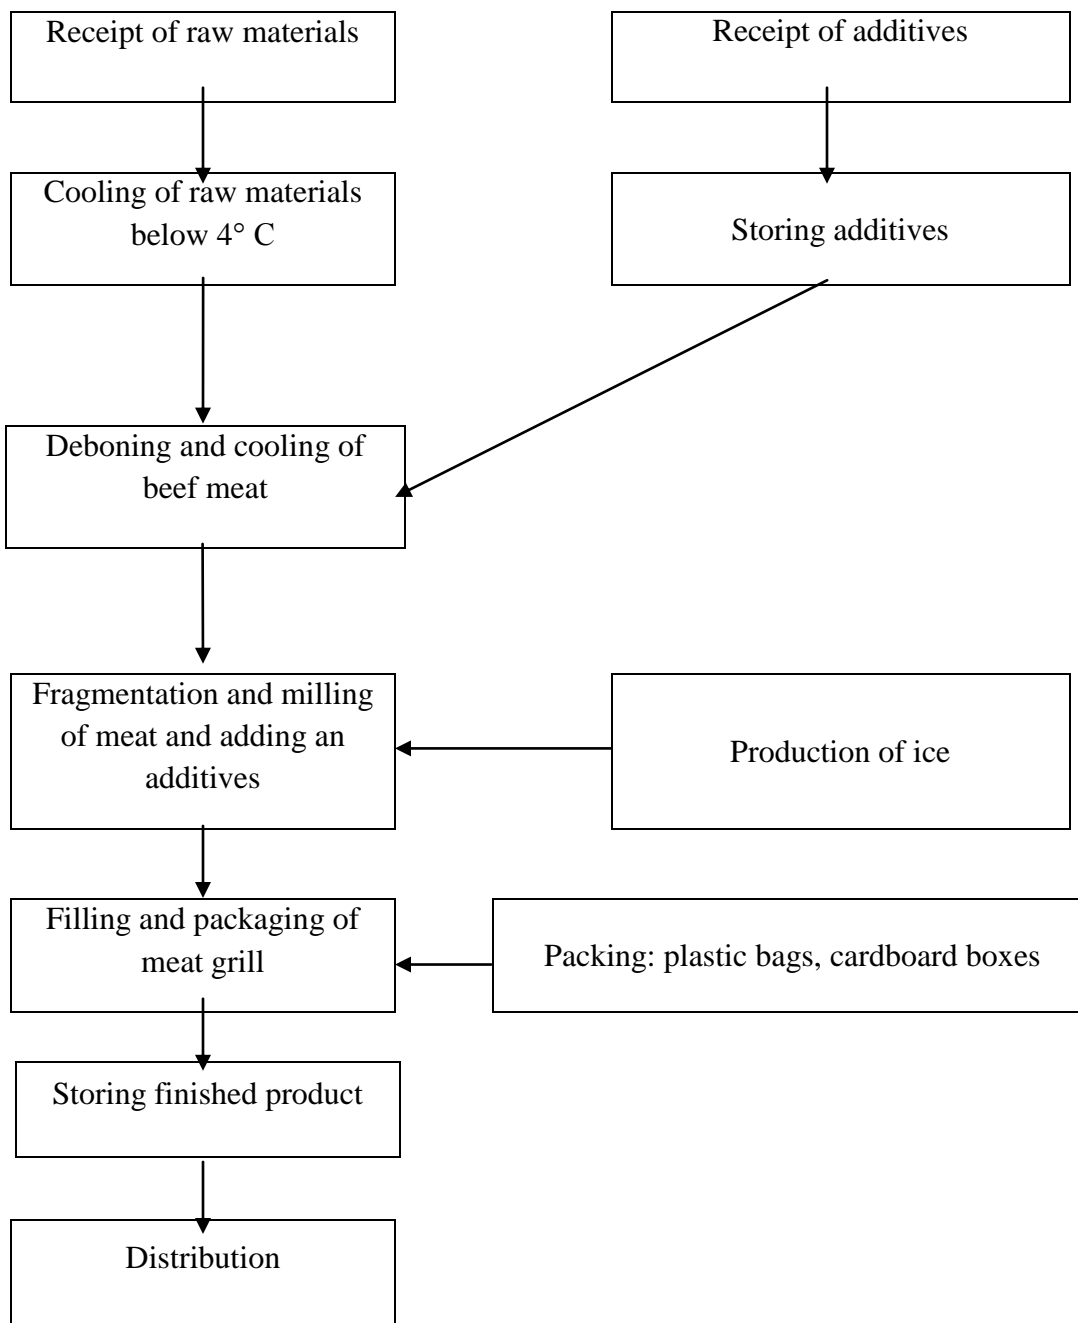 Receipt of raw materials
Receipt of additives
Cooling of raw materials
below 4° C
Storing additives
Deboning and cooling of
beef meat
Fragmentation and milling
of meat and adding an
additives
Production of ice
Filling and packaging of
meat grill
Packing: plastic bags, cardboard boxes
Storing finished product
Distribution